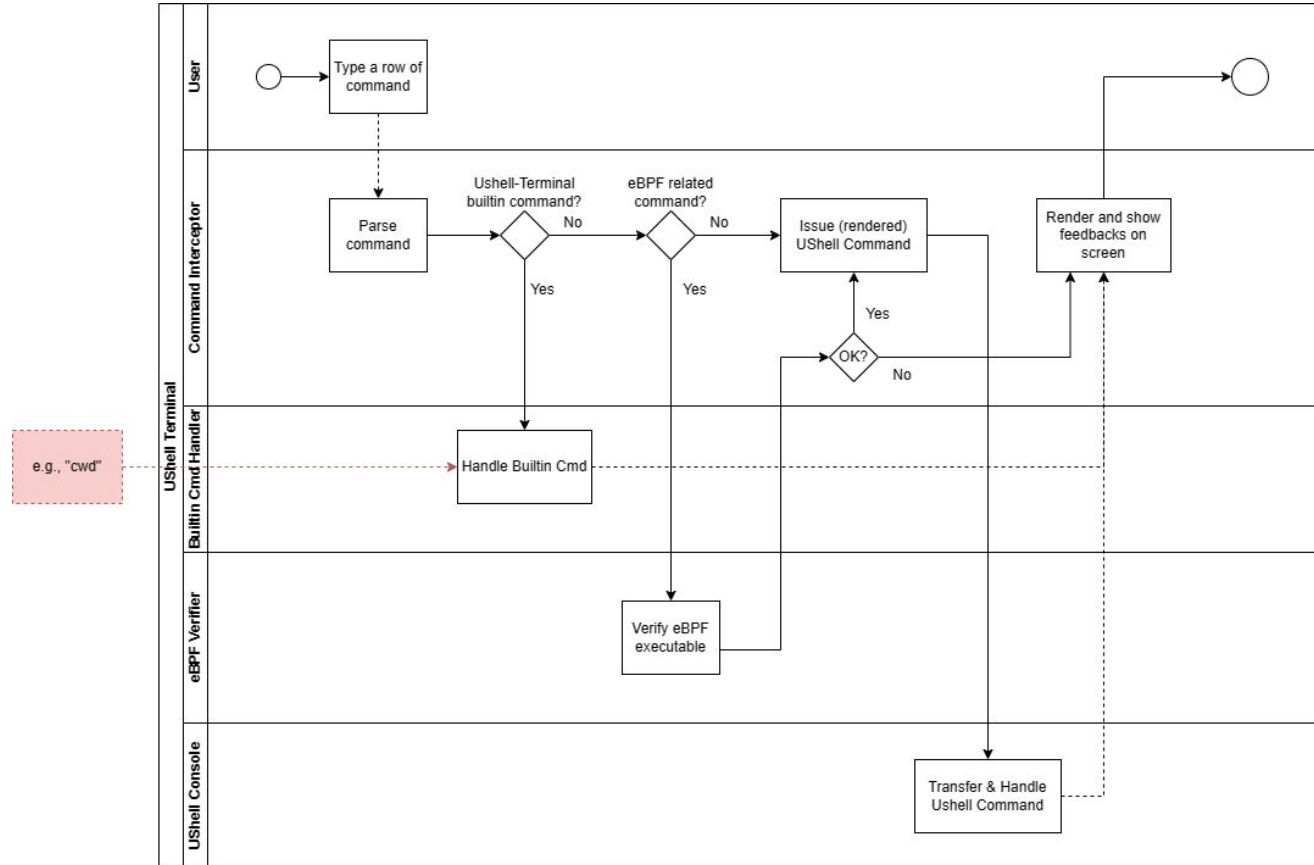 UShell Terminal
User
Type a row of
command
Command Interceptor
Parse
command
Ushell-Terminal
builtin command?
No
Yes
eBPF related
command?
No
Yes
Issue (rendered)
UShell Command
Yes
OK?
No
Render and show
feedbacks on
screen
Builtin Cmd Handler
e.g., "cwd"
Handle Builtin Cmd
eBPF Verifier
Verify eBPF
executable
UShell Console
Transfer & Handle
Ushell Command